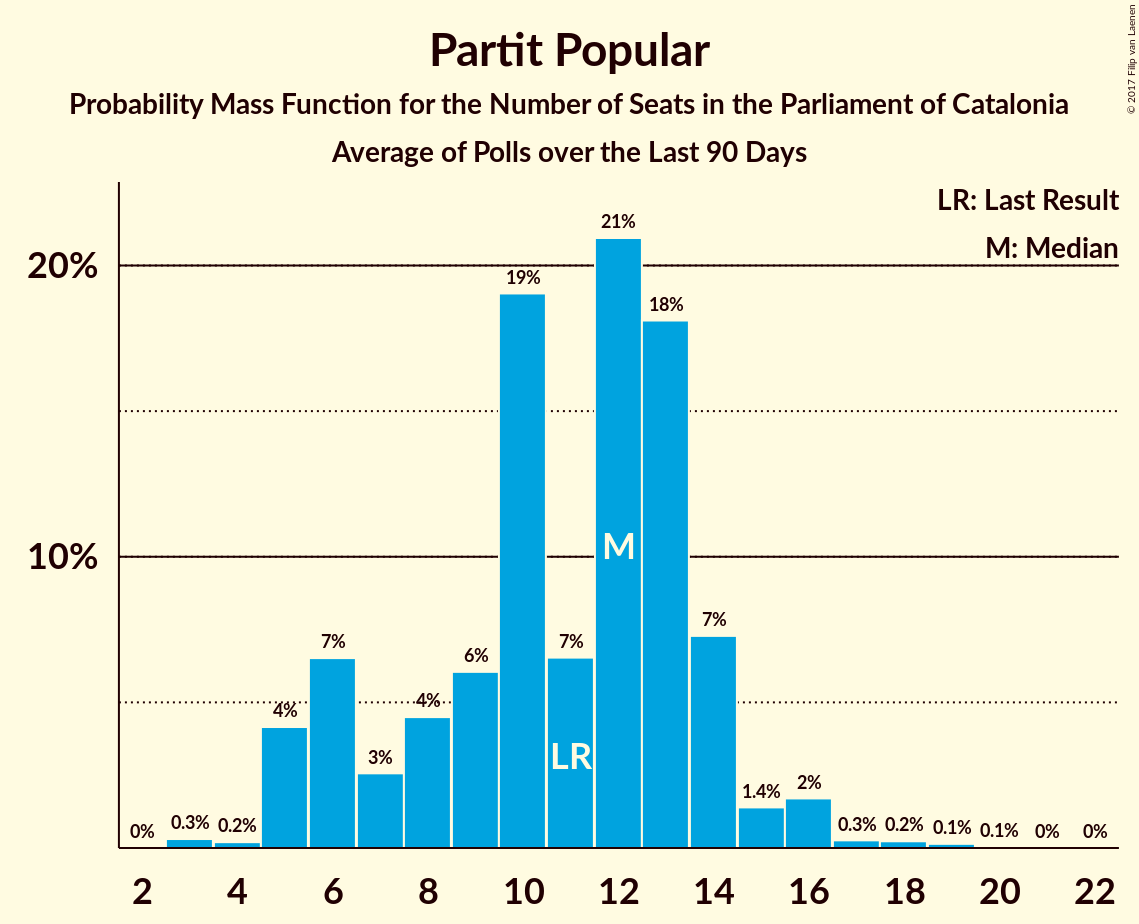 Partit Popular
Probability Mass Function for the Number of Seats in the Parliament of Catalonia
Average of Polls over the Last 90 Days
© 2017 Filip van Laenen
LR: Last Result
M: Median
20%
10%
0%
0.3%
0.2%
4%
7%
3%
4%
6%
19%
7%
21%
18%
7%
1.4%
2%
0.3%
0.2%
0.1%
0.1%
0%
0%
M
LR
2 4 6 8 10 12 14 16 18 20 22